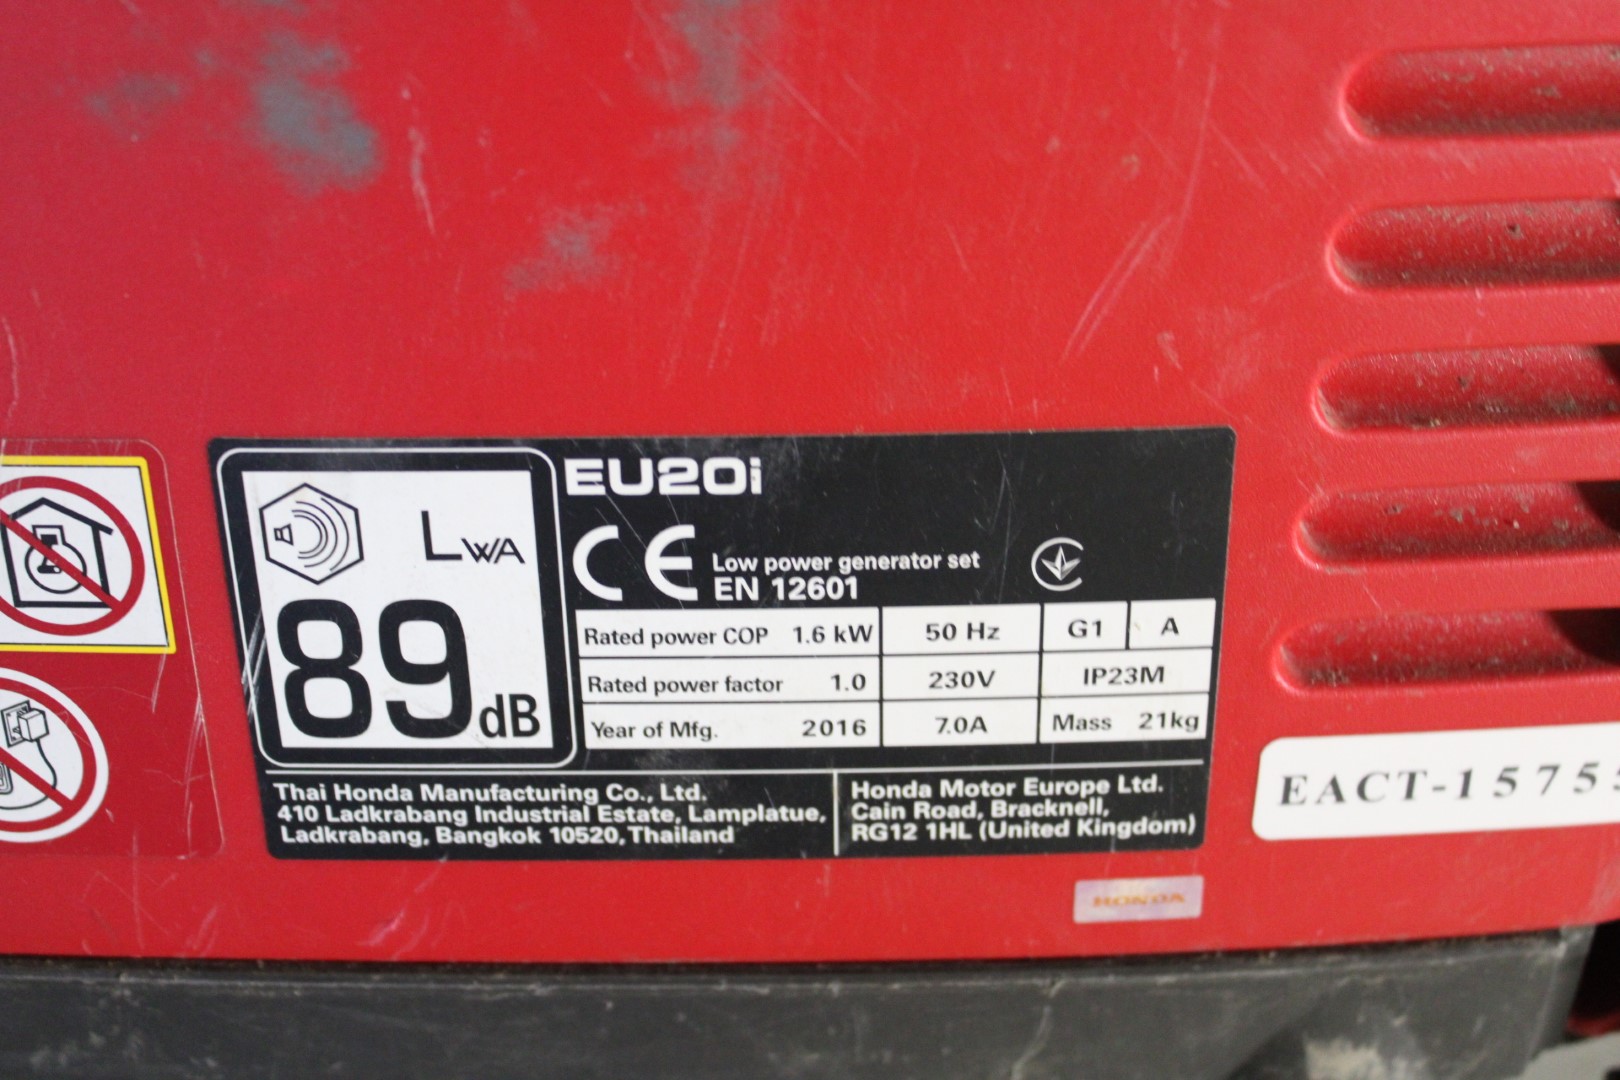 EU20i
LWA
89 dB
CE Low power generator set
EN 12601
Rated power COP 1.6 kW 50 Hz G1 A
Rated power factor 1.0 230V IP23M
Year of Mfg. 2016 7.0A Mass 21kg
Thai Honda Manufacturing Co., Ltd.
410 Ladkrabang Industrial Estate, Lamplatue,
Ladkrabang, Bangkok 10520, Thailand
Honda Motor Europe Ltd.
Cain Road, Bracknell,
RG12 1HL (United Kingdom)
EACT-15755
HONDA